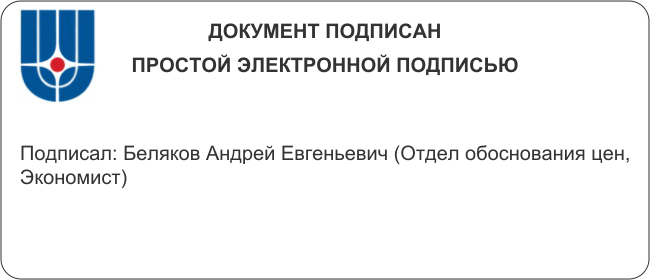 ДОКУМЕНТ ПОДПИСАН
ПРОСТОЙ ЭЛЕКТРОННОЙ ПОДПИСЬЮ
Подписал: Беляков Андрей Евгеньевич (Отдел обоснования цен,
Экономист)